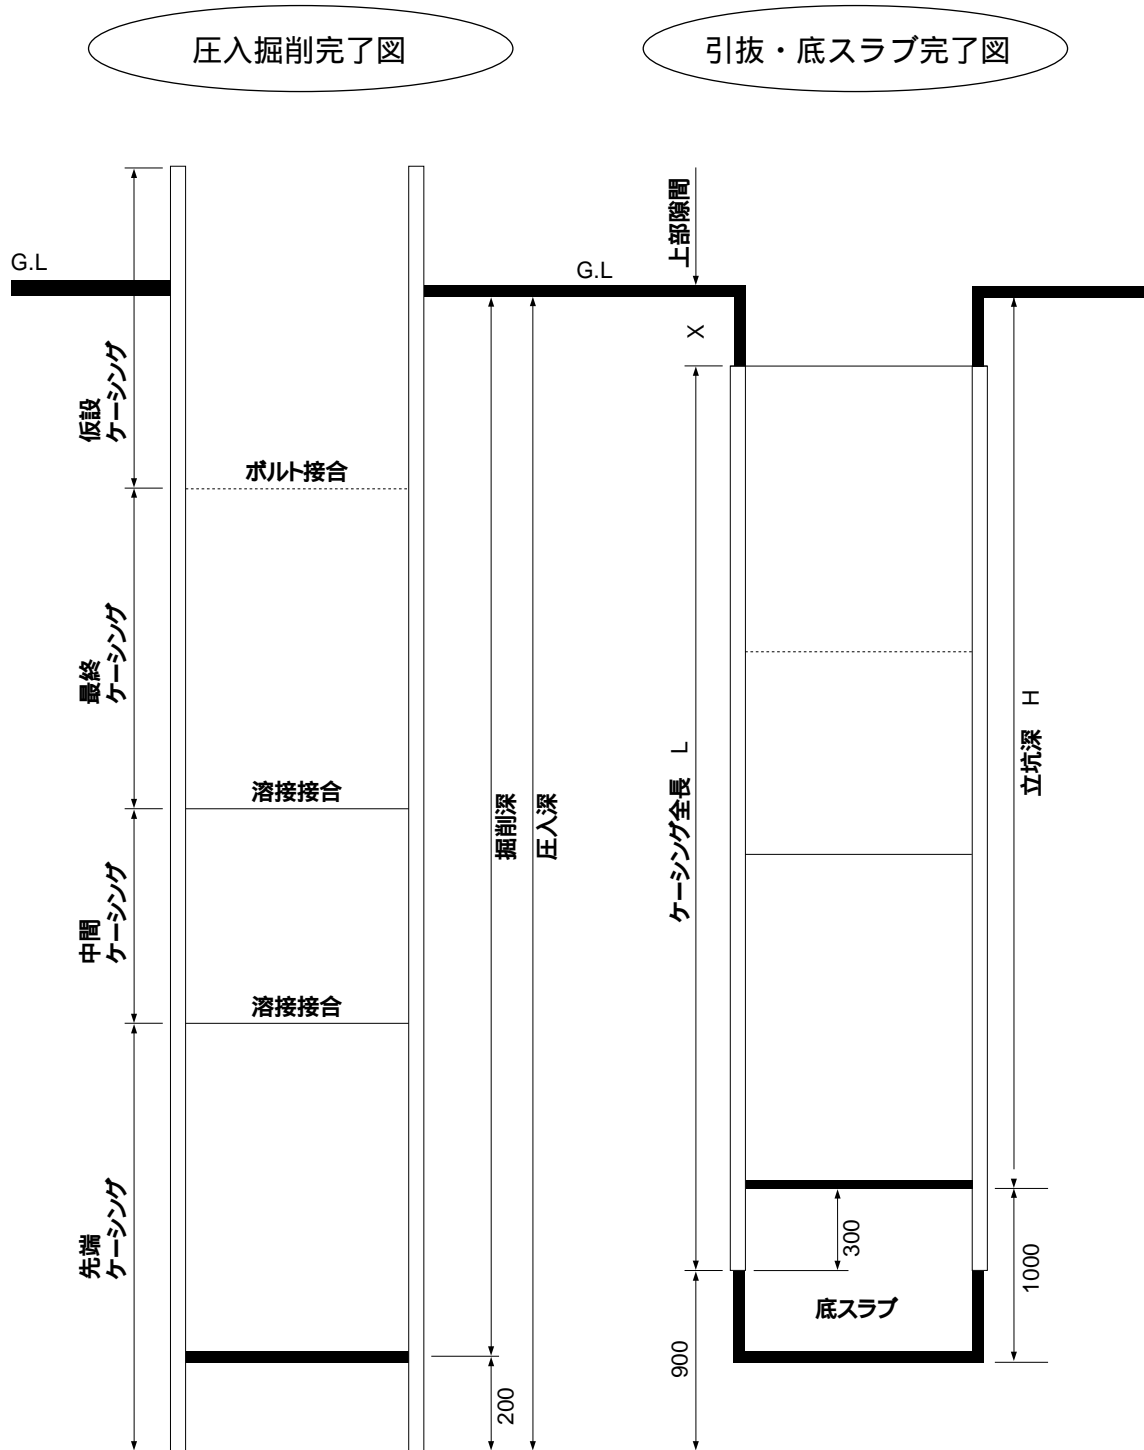 圧入掘削完了図
引抜・底スラブ完了図
G.L
仮設
ケーシング
ボルト接合
最終
ケーシング
溶接接合
中間
ケーシング
溶接接合
先端
ケーシング
掘削深
圧入深
200
上部隙間
G.L
X
ケーシング全長 L
立坑深 H
300
底スラブ
900
1000